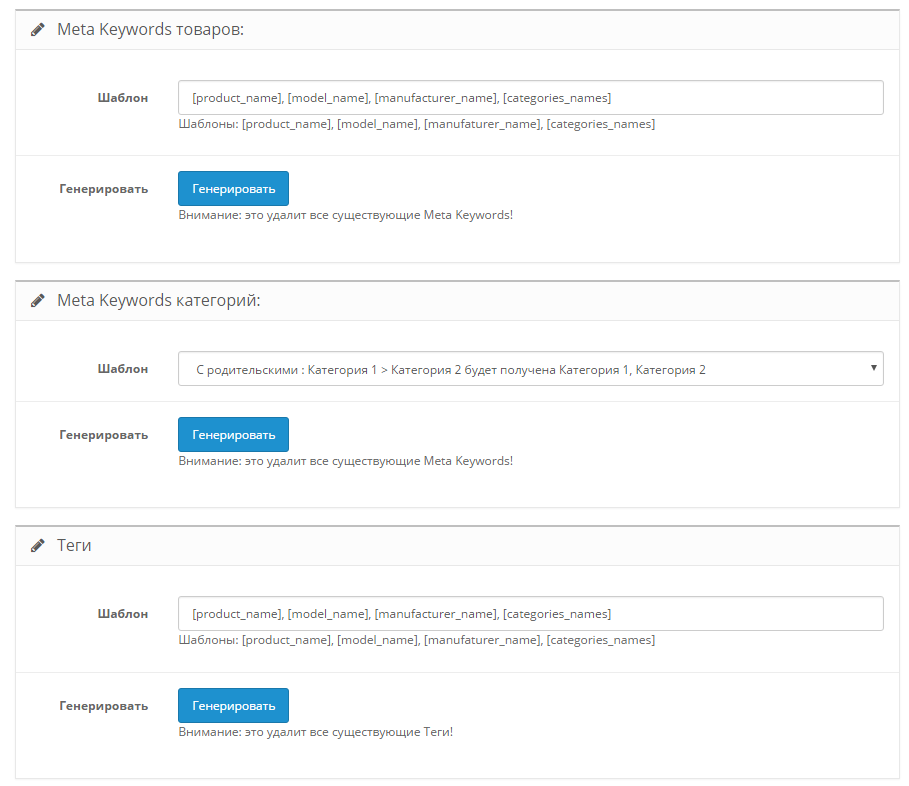 Meta Keywords товаров:
Шаблон
[product_name], [model_name], [manufacturer_name], [categories_names]
Шаблоны: [product_name], [model_name], [manufaturer_name], [categories_names]
Генерировать
Генерировать
Внимание: это удалит все существующие Meta Keywords!
Meta Keywords категорий:
Шаблон
С родительскими : Категория 1 > Категория 2 будет получена Категория 1, Категория 2
Генерировать
Генерировать
Внимание: это удалит все существующие Meta Keywords!
Теги
Шаблон
[product_name], [model_name], [manufacturer_name], [categories_names]
Шаблоны: [product_name], [model_name], [manufaturer_name], [categories_names]
Генерировать
Генерировать
Внимание: это удалит все существующие Теги!